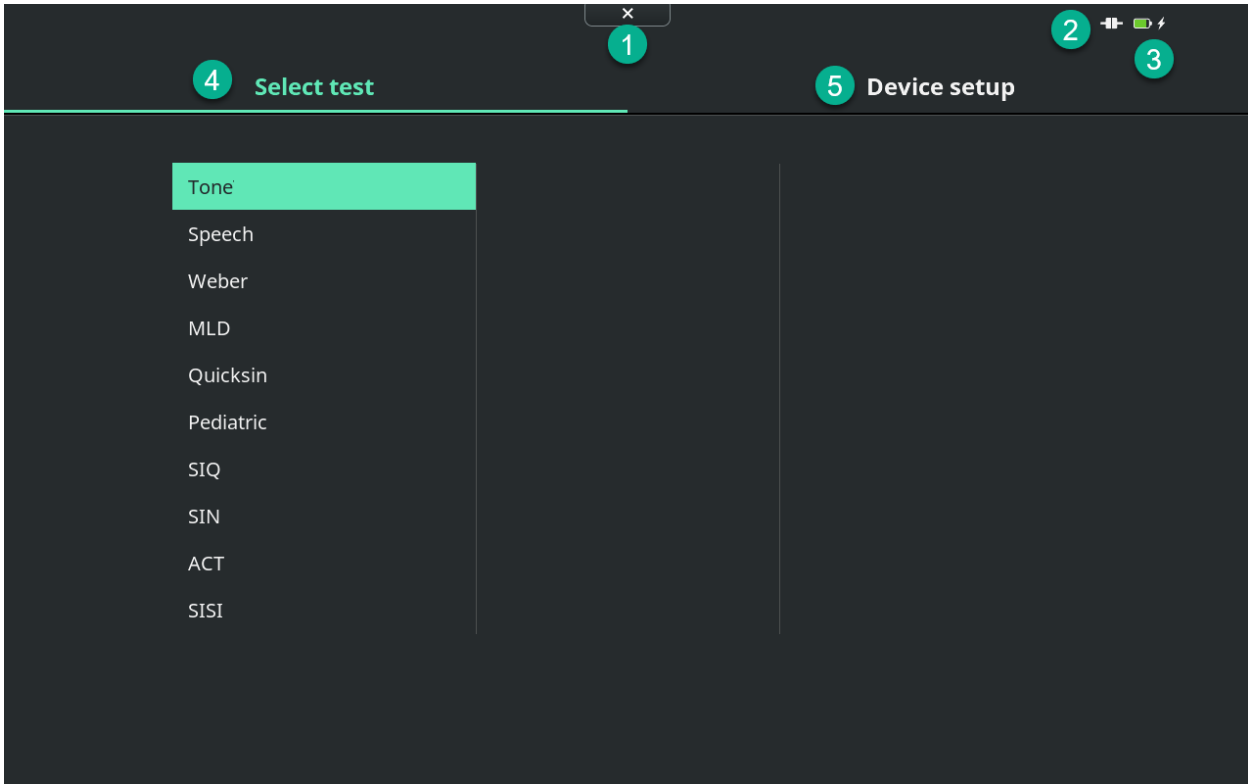 ×
1
2
3
4 Select test
5 Device setup
Tone
Speech
Weber
MLD
Quicksin
Pediatric
SIQ
SIN
ACT
SISI